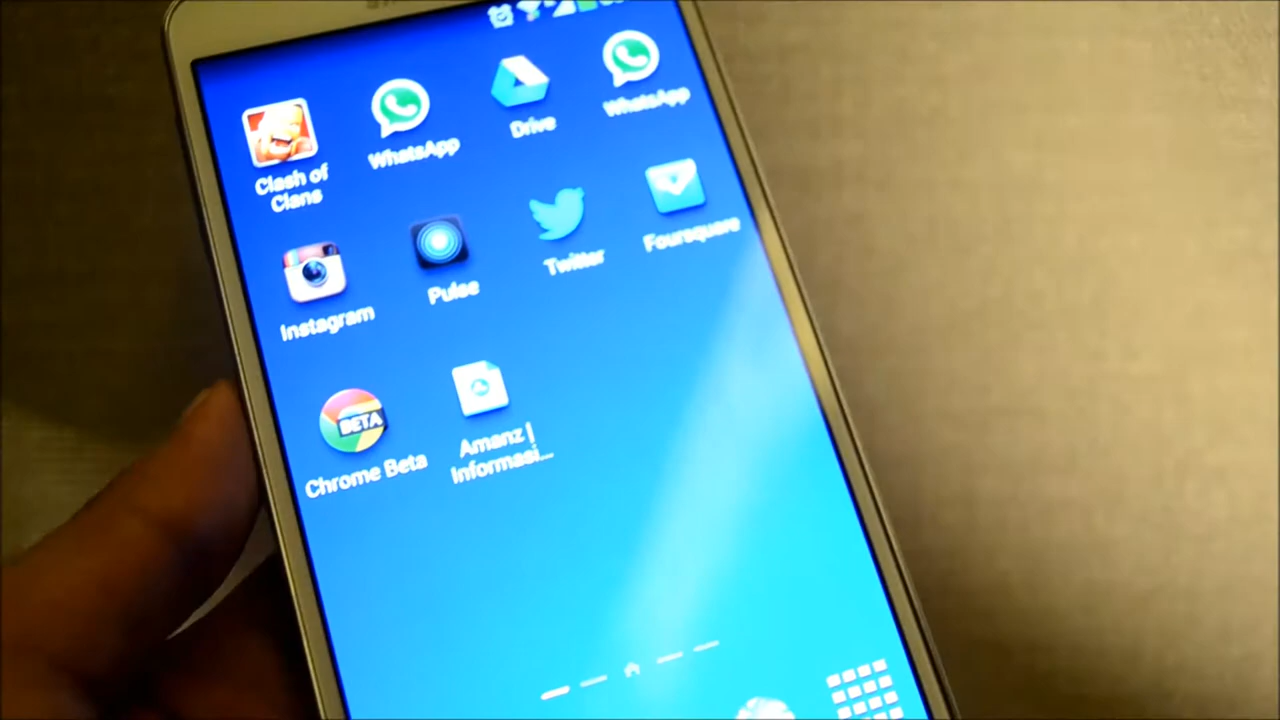 Clash of
Clans
WhatsApp
Drive
WhatsApp
Instagram
Pulse
Twitter
Foursquare
BETA
Chrome Beta
Amanz |
Informasi...